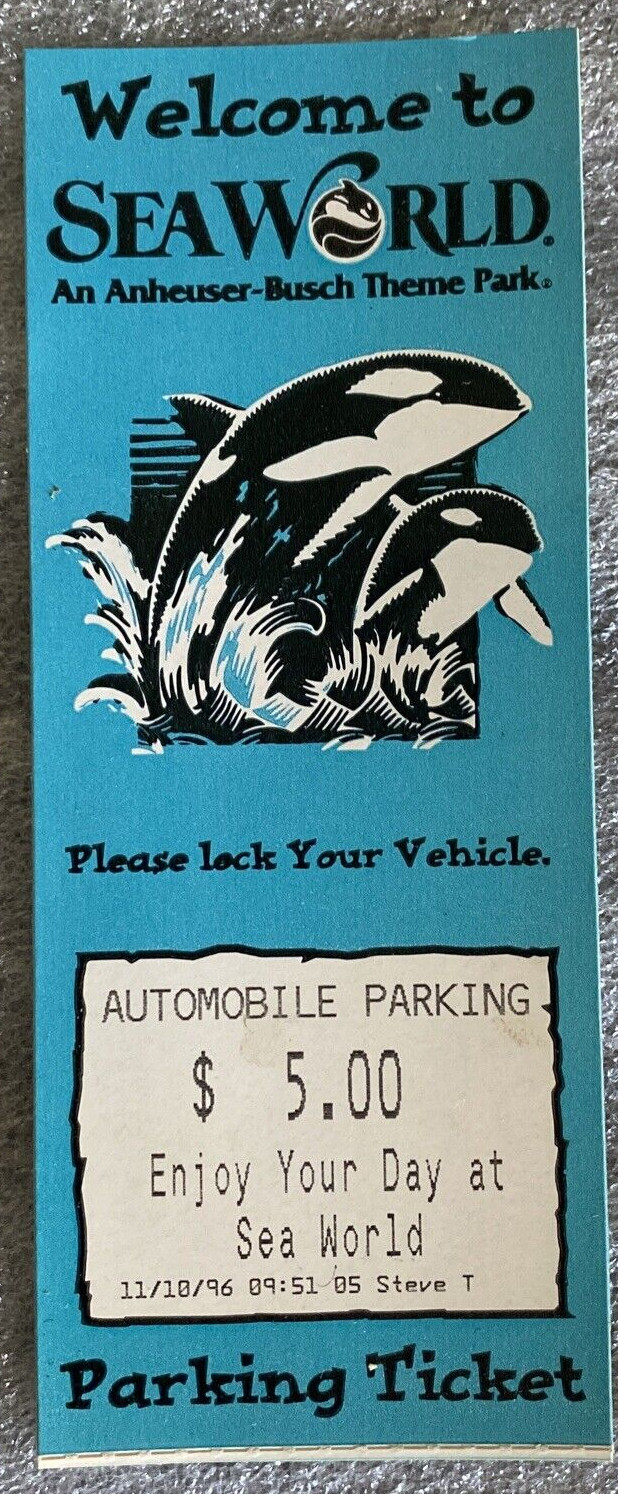 Welcome to
SEAWORLD®
An Anheuser-Busch Theme Park®
Please lock Your Vehicle.
AUTOMOBILE PARKING
$ 5.00
Enjoy Your Day at
Sea World
11/10/96 09:51 05 Steve T
Parking Ticket